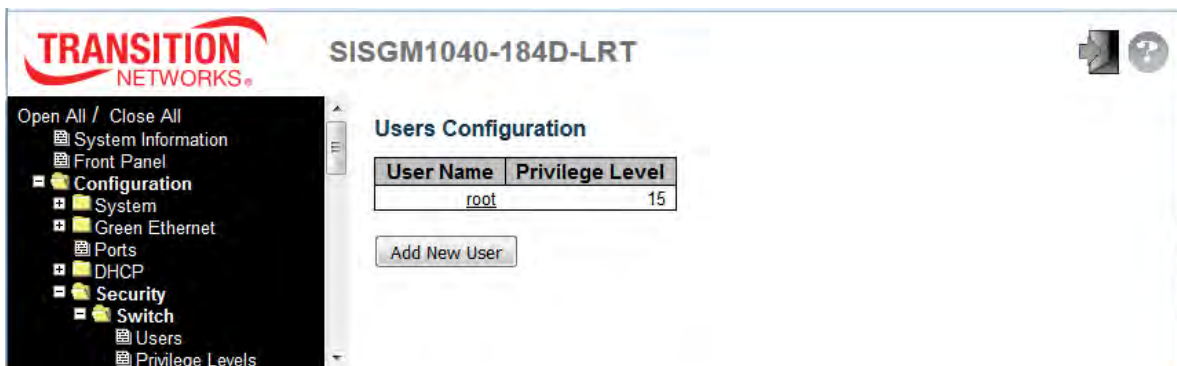 TRANSITION
NETWORKS®
SISGM1040-184D-LRT
?
Open All / Close All
System Information
Front Panel
Configuration
System
Green Ethernet
Ports
DHCP
Security
Switch
Users
Privilege Levels
Users Configuration
User Name Privilege Level
root 15
Add New User